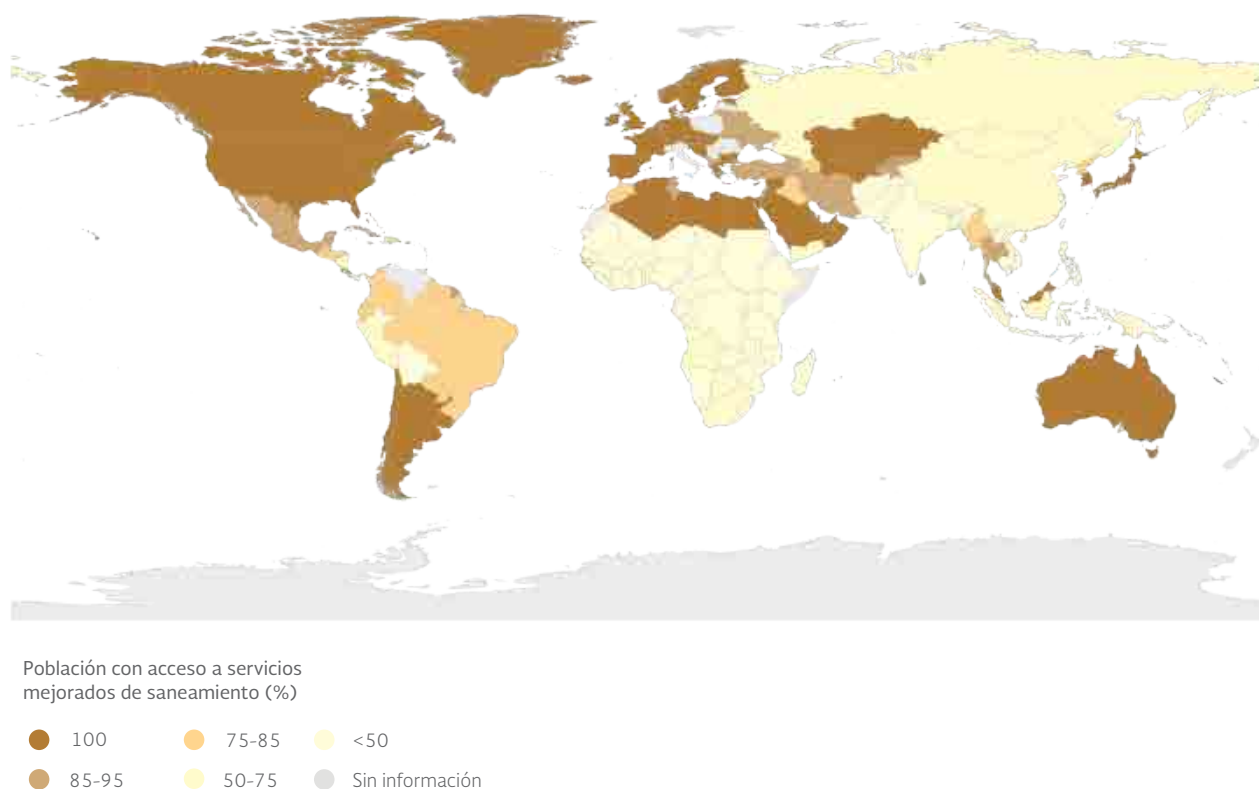 Población con acceso a servicios
mejorados de saneamiento (%)
100
75-85
<50
85-95
50-75
Sin información